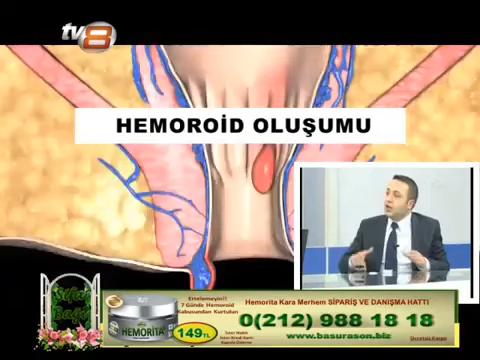 tv8
HEMOROİD OLUŞUMU
Şifalı
Bağı
HEMORITA
Ertelemeyin!!
7 Günde Hemoroid
Kabusundan Kurtulun
149TL
Hemorita Kara Merhem SİPARİŞ VE DANIŞMA HATTI
0(212) 988 18 18
www.basurason.biz
Ücretsiz Kargo